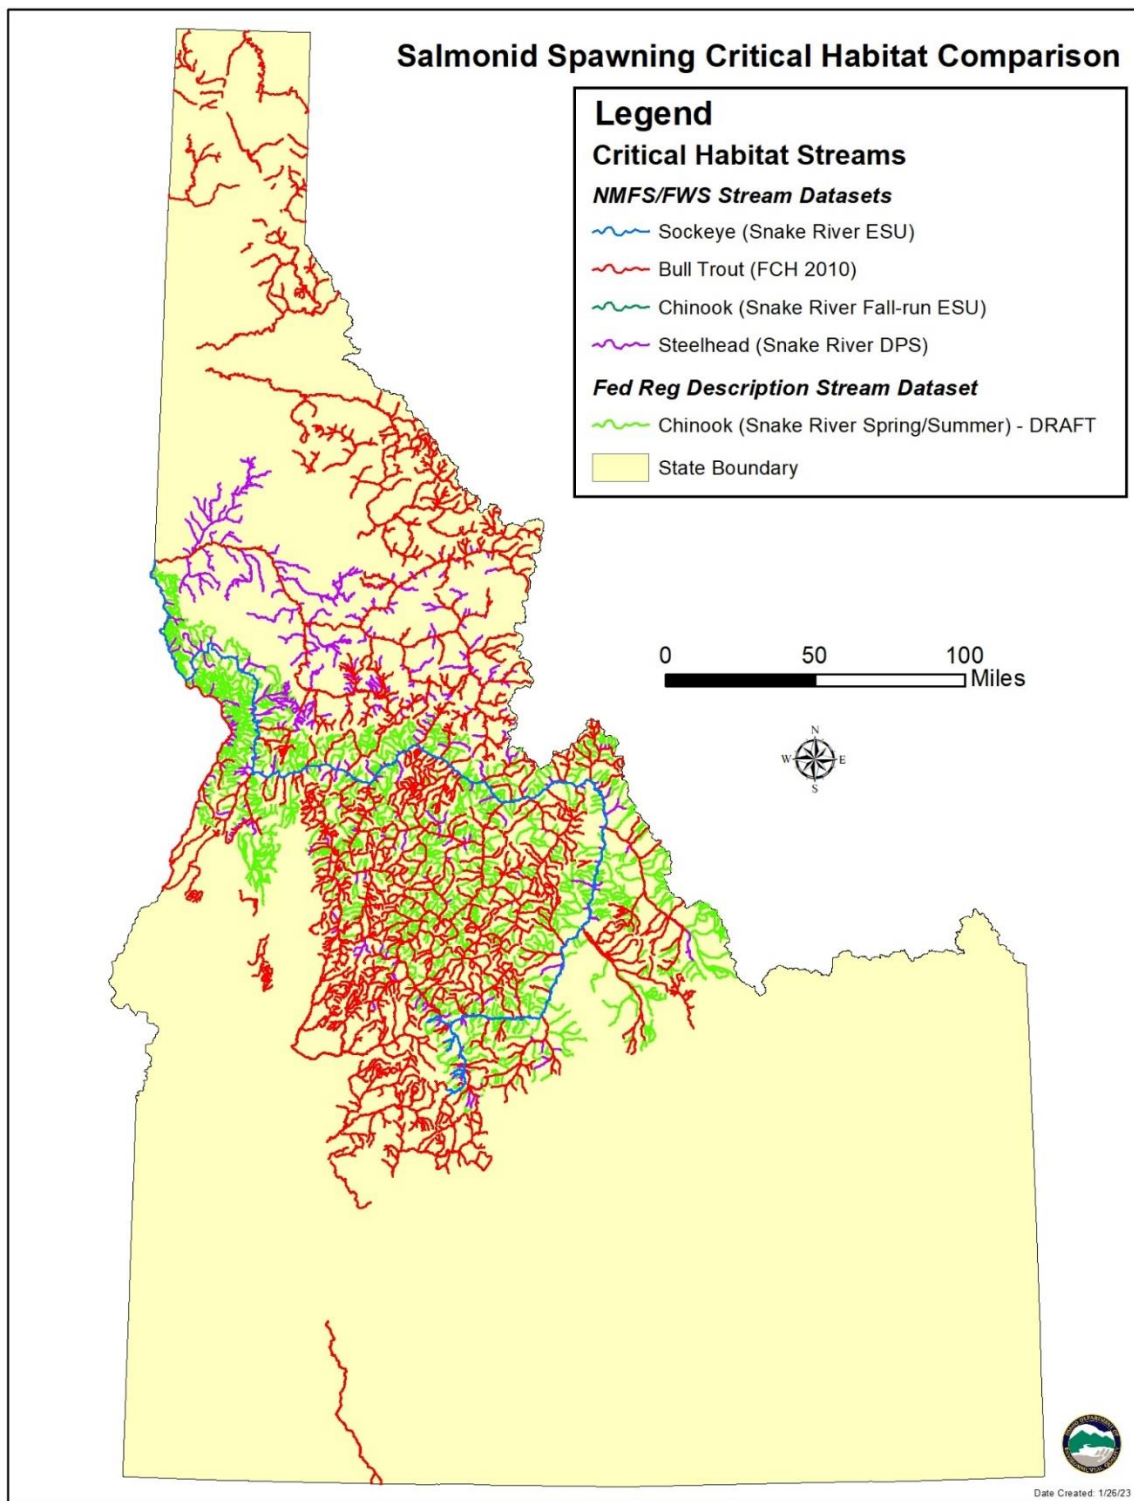 Salmonid Spawning Critical Habitat Comparison
Legend
Critical Habitat Streams
NMFS/FWS Stream Datasets
Sockeye (Snake River ESU)
Bull Trout (FCH 2010)
Chinook (Snake River Fall-run ESU)
Steelhead (Snake River DPS)
Fed Reg Description Stream Dataset
Chinook (Snake River Spring/Summer) - DRAFT
State Boundary
0 50 100
Miles
N
W E
S
Date Created: 1/26/23